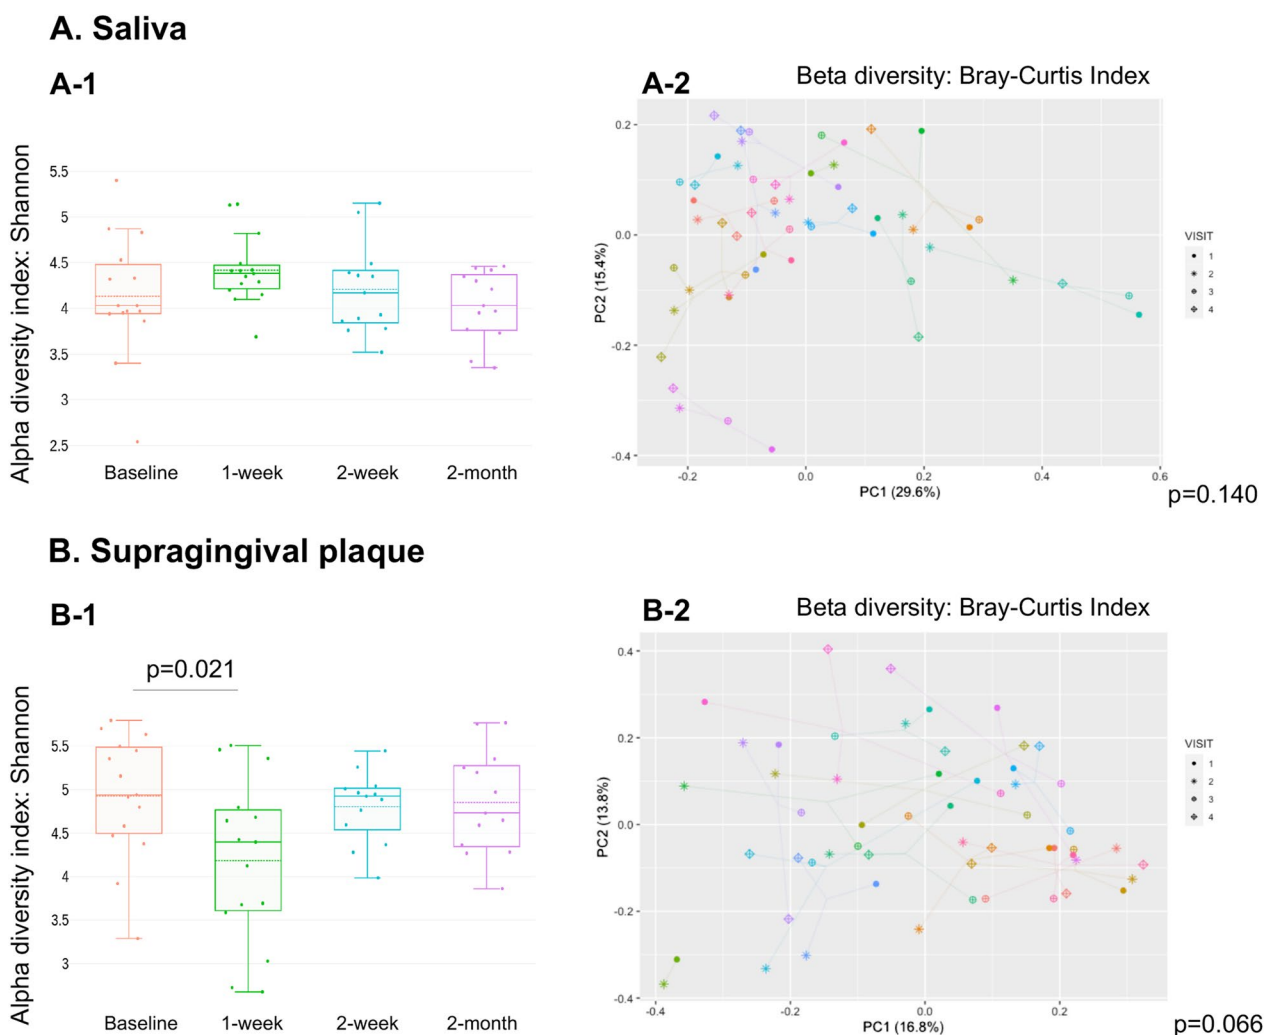 A. Saliva
A-1
Alpha diversity index: Shannon
5.5
5
4.5
4
3.5
3
2.5
Baseline
1-week
2-week
2-month
A-2
Beta diversity: Bray-Curtis Index
PC2 (15.4%)
0.2
0.0
-0.2
-0.4
-0.2
0.0
0.2
0.4
0.6
PC1 (29.6%)
VISIT
1
2
3
4
p=0.140
B. Supragingival plaque
B-1
p=0.021
Alpha diversity index: Shannon
5.5
5
4.5
4
3.5
3
Baseline
1-week
2-week
2-month
B-2
Beta diversity: Bray-Curtis Index
PC2 (13.8%)
0.4
0.2
0.0
-0.2
-0.4
-0.4
-0.2
0.0
0.2
PC1 (16.8%)
VISIT
1
2
3
4
p=0.066